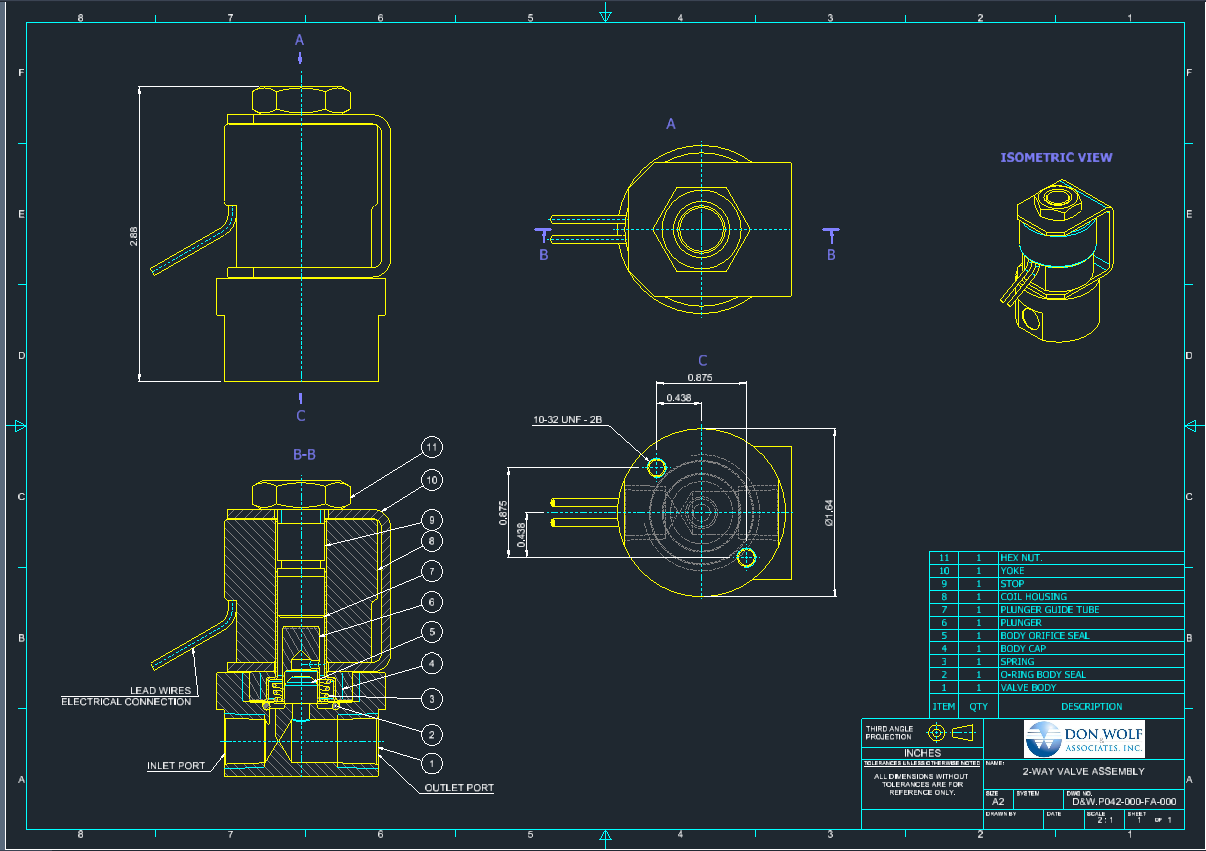 8 7 6 5 4 3 2 1
F
F
E
E
D
D
C
C
B
B
A
A
A
2.88
C
A
B
B
ISOMETRIC VIEW
C
0.875
0.438
10-32 UNF - 2B
0.875
0.438
Ø1.64
B-B
11
10
9
8
7
6
5
4
3
2
1
LEAD WIRES
ELECTRICAL CONNECTION
INLET PORT
OUTLET PORT
11 1 HEX NUT.
10 1 YOKE
9 1 STOP
8 1 COIL HOUSING
7 1 PLUNGER GUIDE TUBE
6 1 PLUNGER
5 1 BODY ORIFICE SEAL
4 1 BODY CAP
3 1 SPRING
2 1 O-RING BODY SEAL
1 1 VALVE BODY
ITEM QTY DESCRIPTION
THIRD ANGLE
PROJECTION
INCHES
TOLERANCES UNLESS OTHERWISE NOTED
ALL DIMENSIONS WITHOUT
TOLERANCES ARE FOR
REFERENCE ONLY.
DON WOLF
&
ASSOCIATES, INC.
NAME:
2-WAY VALVE ASSEMBLY
SIZE
A2
SYSTEM
DWG NO.
D&W.P042-000-FA-000
DRAWN BY
DATE
SCALE
2 : 1
SHEET
1 OF 1
8 7 6 5 4 3 2 1